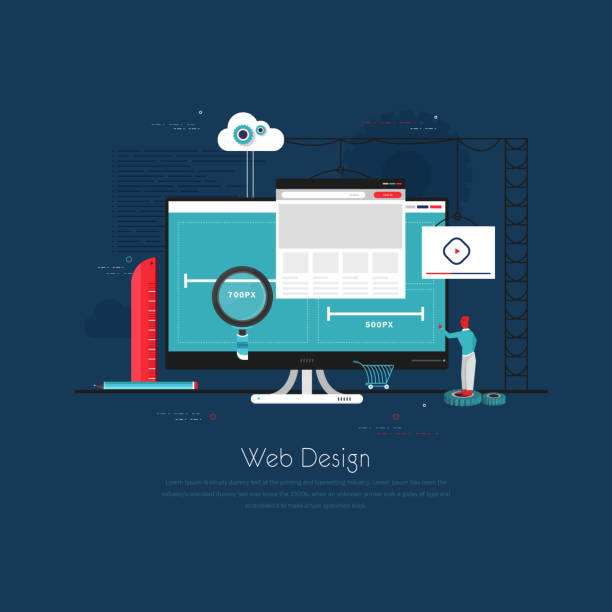 700PX
500PX
Web Design
Lorem Ipsum is simply dummy text of the printing and typesetting industry. Lorem Ipsum has been the
industry's standard dummy text ever since the 1500s, when an unknown printer took a galley of type and
scrambled it to make a type specimen book.